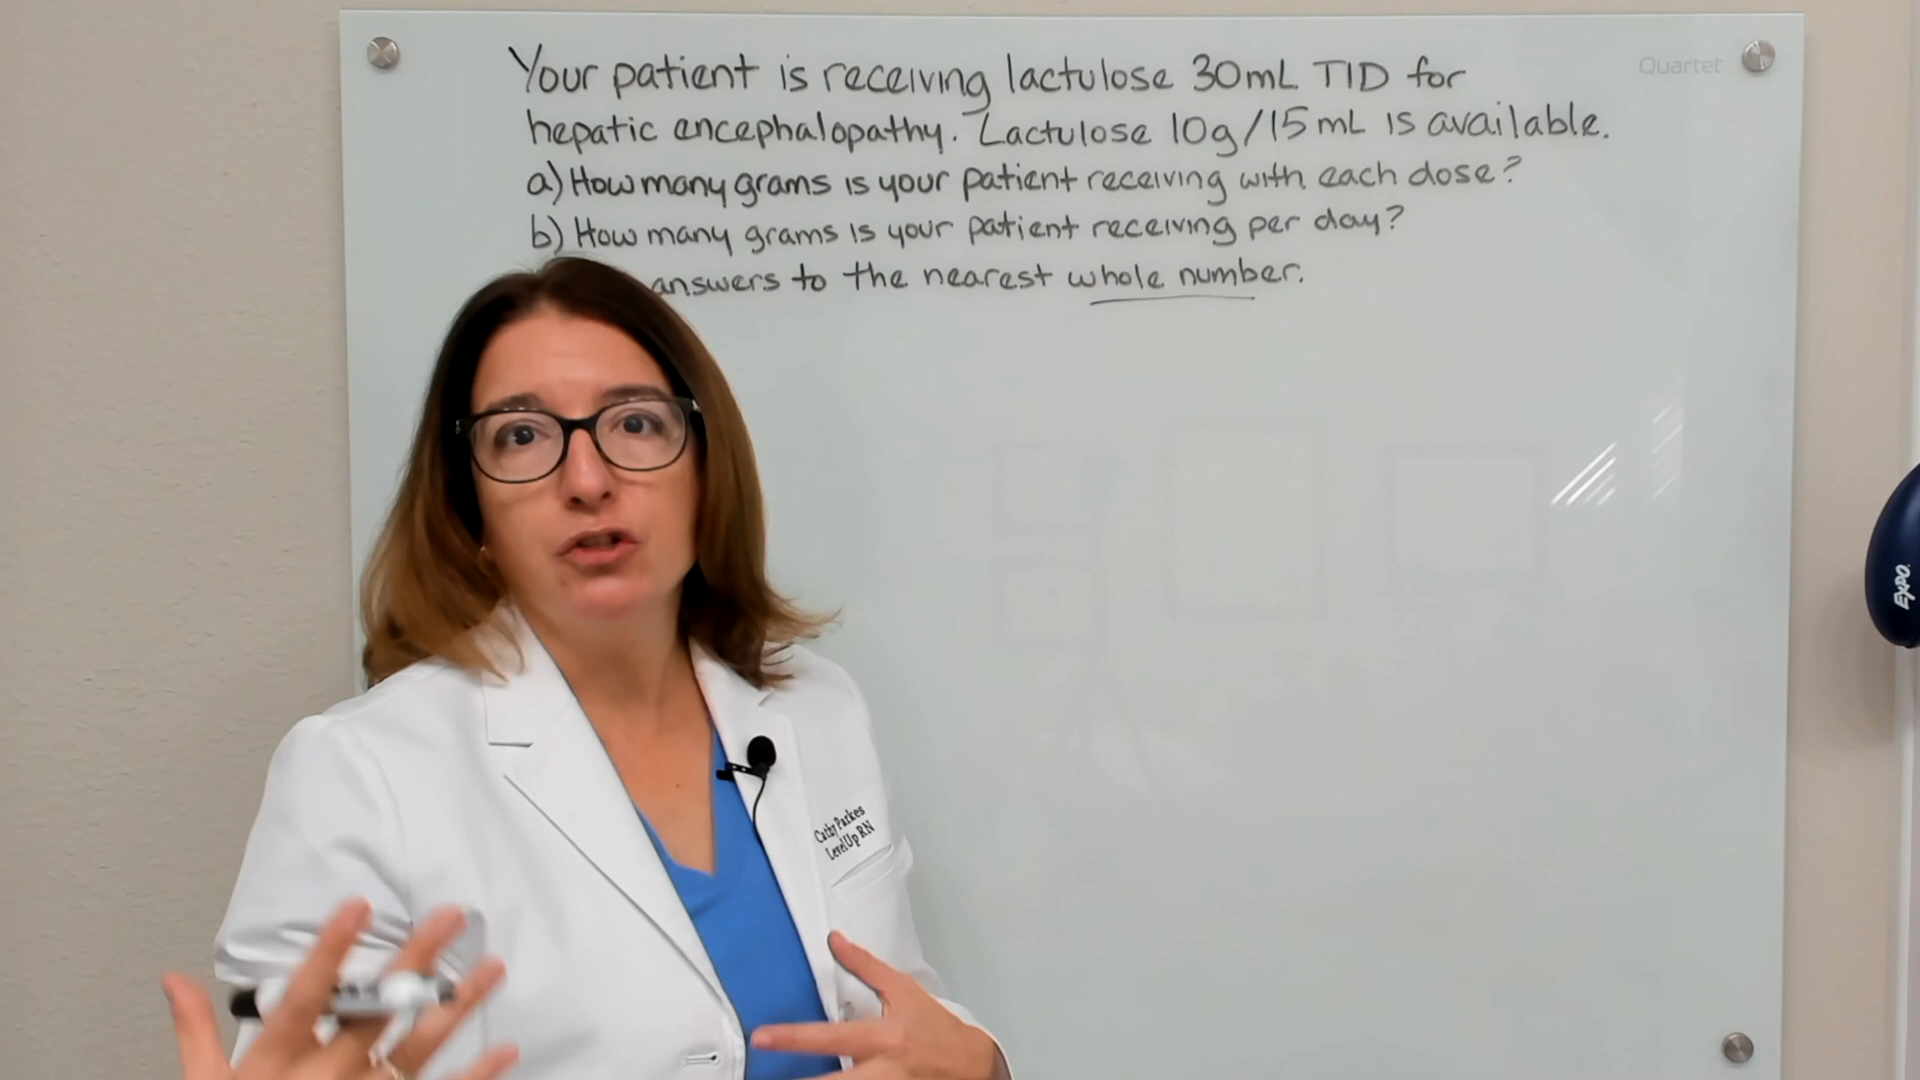 Your patient is receiving lactulose 30mL TID for
hepatic encephalopathy. Lactulose 10g/15mL is available.
a) How many grams is your patient receiving with each dose?
b) How many grams is your patient receiving per day?
answers to the nearest whole number.
Quartet
EXPO
Cathy Parkes
LevelUp RN